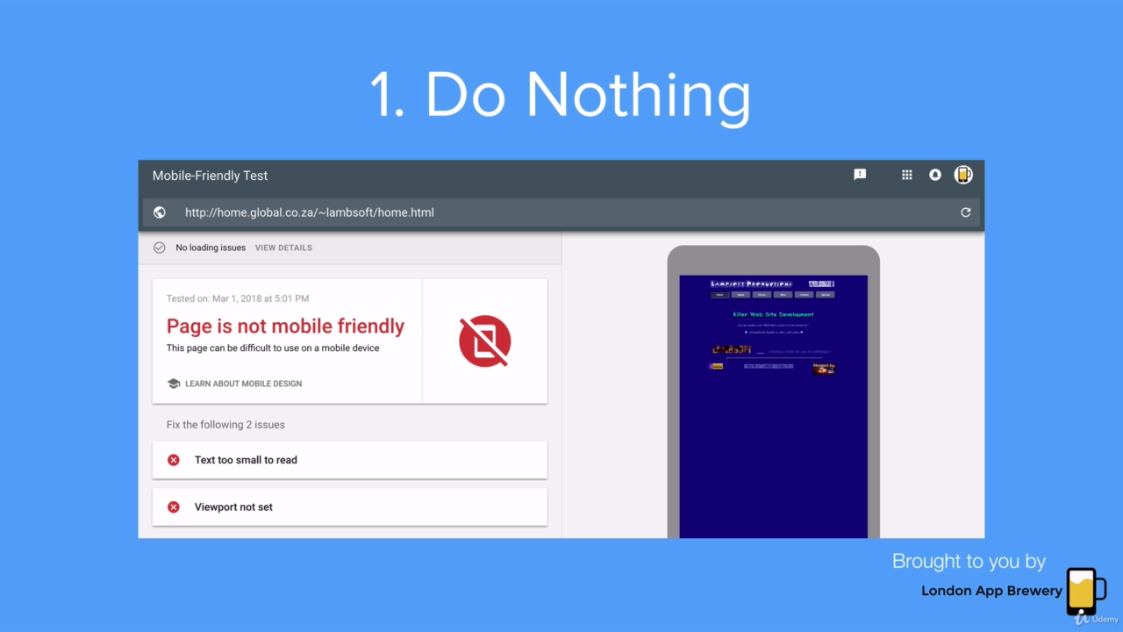 1. Do Nothing
Mobile-Friendly Test
http://home.global.co.za/~lambsoft/home.html
No loading issues VIEW DETAILS
Tested on: Mar 1, 2018 at 5:01 PM
Page is not mobile friendly
This page can be difficult to use on a mobile device
LEARN ABOUT MOBILE DESIGN
Fix the following 2 issues
Text too small to read
Viewport not set
Killer Web Site Development
Brought to you by
London App Brewery
Udemy